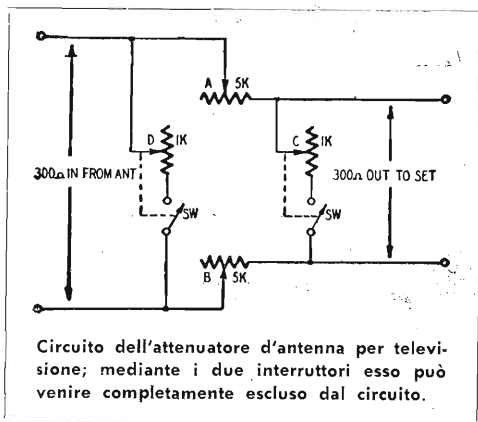 A 5K
D 1K
C 1K
300Ω IN FROM ANT
300Ω OUT TO SET
SW
SW
B 5K
Circuito dell'attenuatore d'antenna per televi-
sione; mediante i due interruttori esso può
venire completamente escluso dal circuito.